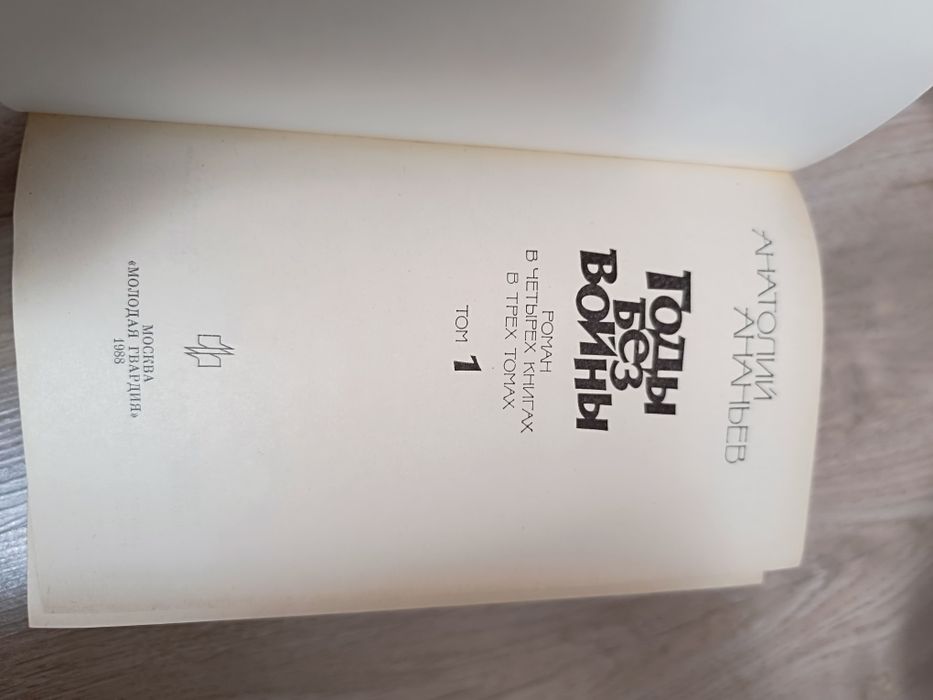 АНАТОЛИЙ
АНАНЬЕВ
Годы
без
войны
РОМАН
В ЧЕТЫРЕХ КНИГАХ
В ТРЕХ ТОМАХ
ТОМ 1
МОСКВА
«МОЛОДАЯ ГВАРДИЯ»
1988